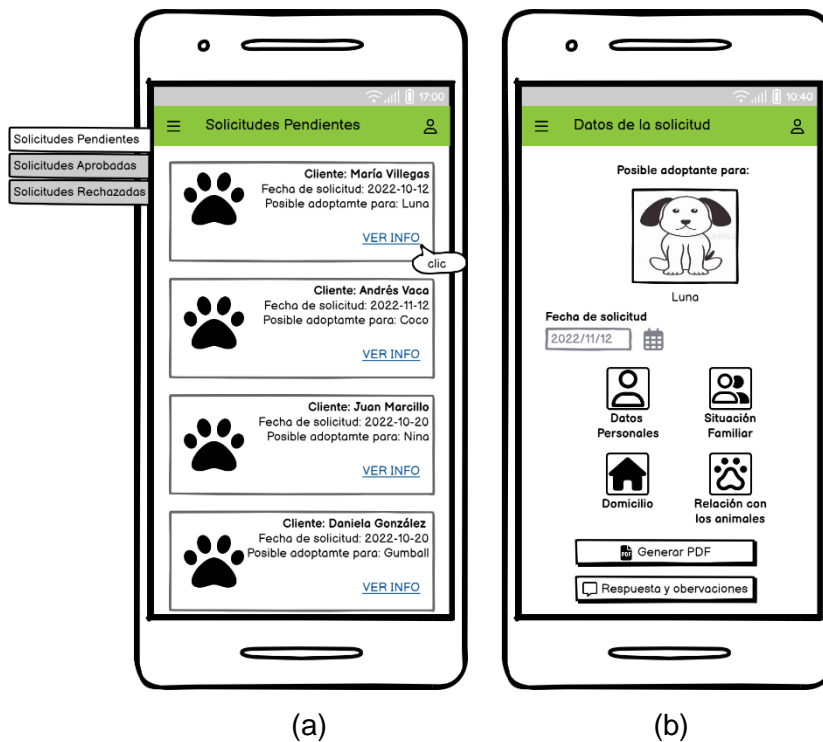 17:00
Solicitudes Pendientes
Solicitudes Pendientes
Solicitudes Aprobadas
Solicitudes Rechazadas
Cliente: María Villegas
Fecha de solicitud: 2022-10-12
Posible adoptamte para: Luna
VER INFO
clic
Cliente: Andrés Vaca
Fecha de solicitud: 2022-11-12
Posible adoptamte para: Coco
VER INFO
Cliente: Juan Marcillo
Fecha de solicitud: 2022-10-20
Posible adoptamte para: Nina
VER INFO
Cliente: Daniela González
Fecha de solicitud: 2022-10-20
Posible adoptamte para: Gumball
VER INFO
(a)
10:40
Datos de la solicitud
Posible adoptante para:
Luna
Fecha de solicitud
2022/11/12
Datos
Personales
Situación
Familiar
Domicilio
Relación con
los animales
PDF Generar PDF
Respuesta y obervaciones
(b)